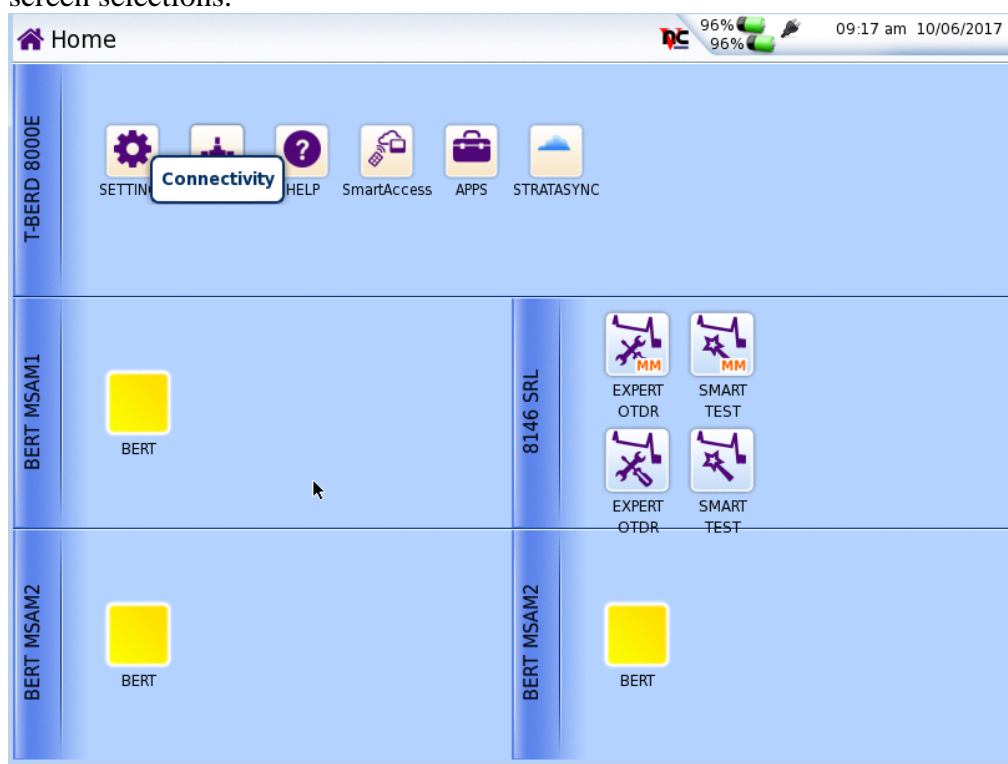 screen selections.
Home
96%
96%
09:17 am 10/06/2017
T-BERD 8000E
Connectivity
SETTIN
HELP
SmartAccess
APPS
STRATASYNC
BERT MSAM1
BERT
8146 SRL
MM
MM
EXPERT
OTDR
SMART
TEST
EXPERT
OTDR
SMART
TEST
BERT MSAM2
BERT
BERT MSAM2
BERT